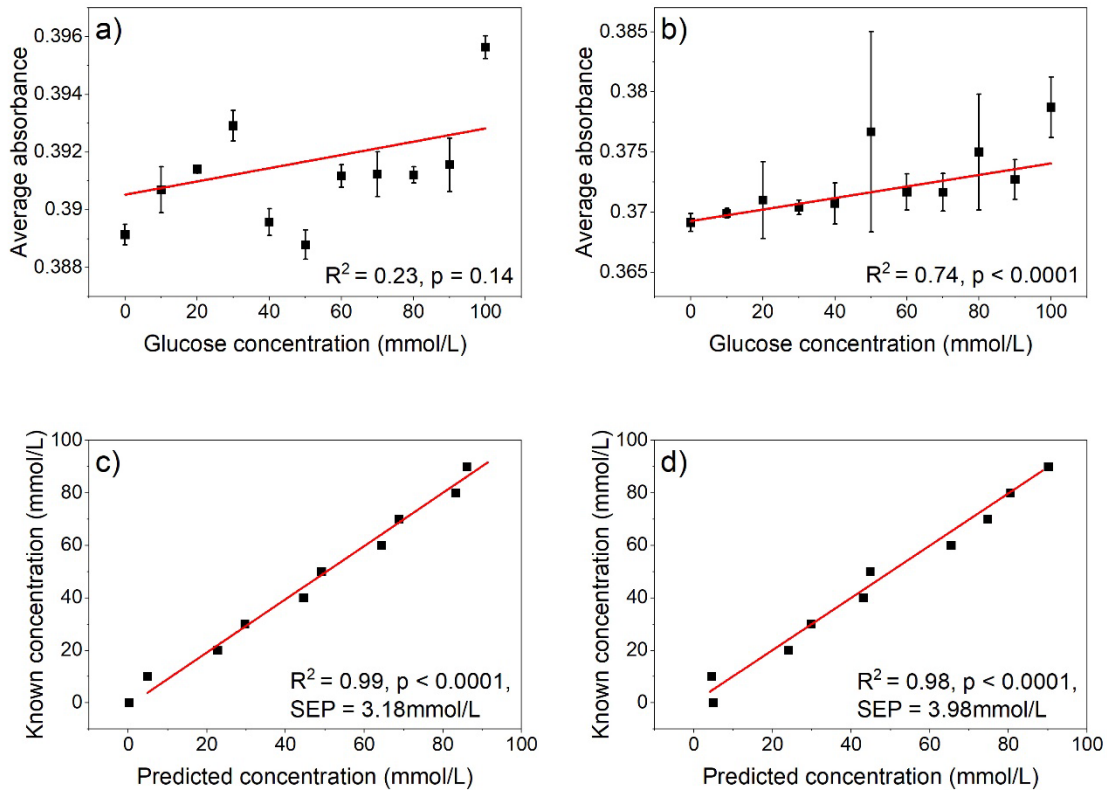 a)
0.396
0.394
0.392
0.39
0.388
Average absorbance
0 20 40 60 80 100
Glucose concentration (mmol/L)
R² = 0.23, p = 0.14
b)
0.385
0.38
0.375
0.37
0.365
Average absorbance
0 20 40 60 80 100
Glucose concentration (mmol/L)
R² = 0.74, p < 0.0001
c)
100
80
60
40
20
0
Known concentration (mmol/L)
0 20 40 60 80 100
Predicted concentration (mmol/L)
R² = 0.99, p < 0.0001,
SEP = 3.18mmol/L
d)
100
80
60
40
20
0
Known concentration (mmol/L)
0 20 40 60 80 100
Predicted concentration (mmol/L)
R² = 0.98, p < 0.0001,
SEP = 3.98mmol/L